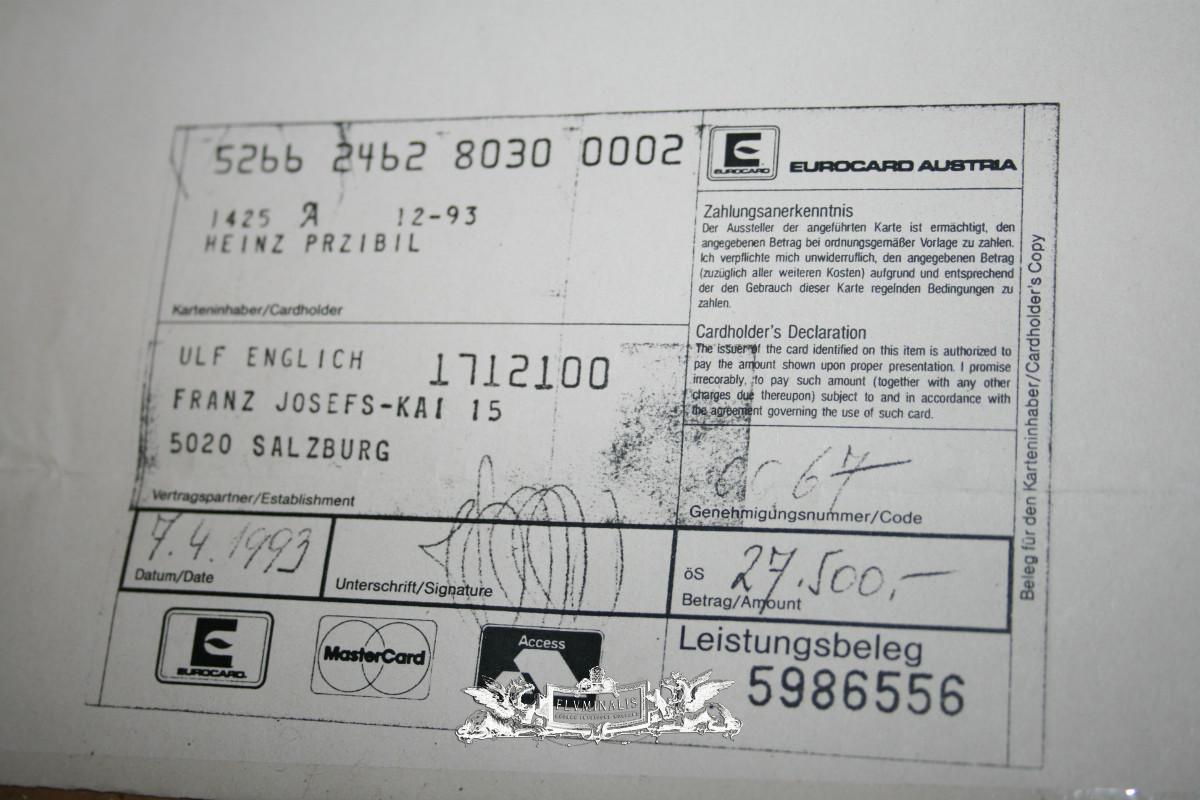 5266 2462 8030 0002
1425 A 12-93
HEINZ PRZIBIL
Karteninhaber/Cardholder
ULF ENGLICH 1712100
FRANZ JOSEFS-KAI 15
5020 SALZBURG
Vertragspartner/Establishment
7.4.1993
Datum/Date
Unterschrift/Signature
EUROCARD
EUROCARD AUSTRIA
Zahlungsanerkenntnis
Der Aussteller der angeführten Karte ist ermächtigt, den
angegebenen Betrag bei ordnungsgemäßer Vorlage zu zahlen.
Ich verpflichte mich unwiderruflich, den angegebenen Betrag
(zuzüglich aller weiteren Kosten) aufgrund und entsprechend
der den Gebrauch dieser Karte regelnden Bedingungen zu
zahlen.
Cardholder's Declaration
The issuer of the card identified on this item is authorized to
pay the amount shown upon proper presentation. I promise
irrecorably, to pay such amount (together with any other
charges due thereupon) subject to and in accordance with
the agreement governing the use of such card.
67
Genehmigungsnummer/Code
öS 27.500,—
Betrag/Amount
Beleg für den Karteninhaber/Cardholder's Copy
EUROCARD.
MasterCard
Access
Leistungsbeleg
5986556
FLVMINALIS